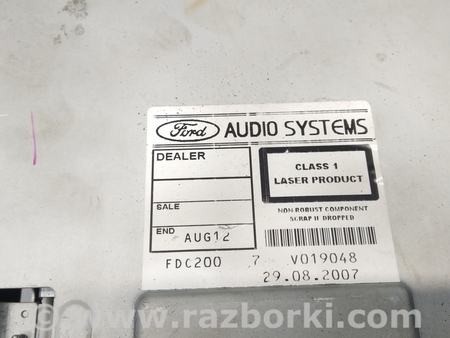 Ford AUDIO SYSTEMS
DEALER
CLASS 1
LASER PRODUCT
SALE
NON ROBUST COMPONENT
SCRAP IF DROPPED
END AUG12
FDC200 7 V019048
29.08.2007
www.razborki.com